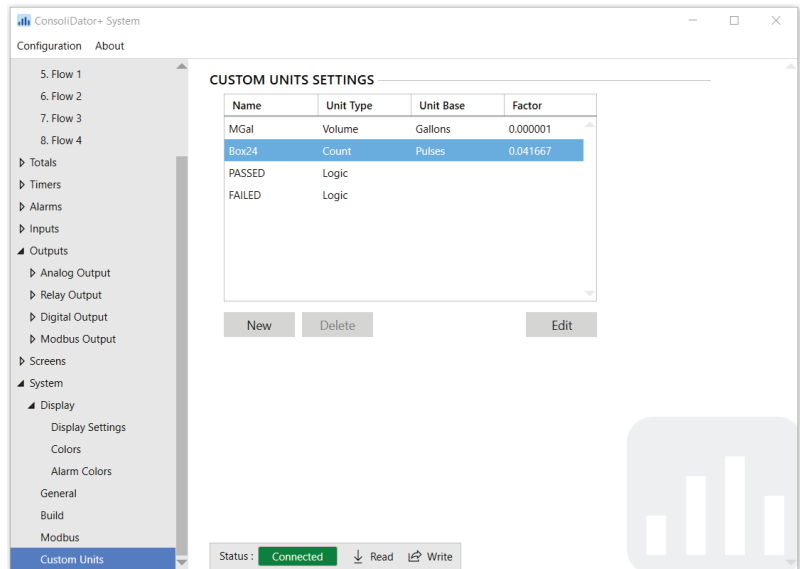 ConsoliDator+ System
Configuration About
5. Flow 1
6. Flow 2
7. Flow 3
8. Flow 4
Totals
Timers
Alarms
Inputs
Outputs
Analog Output
Relay Output
Digital Output
Modbus Output
Screens
System
Display
Display Settings
Colors
Alarm Colors
General
Build
Modbus
Custom Units
CUSTOM UNITS SETTINGS
Name Unit Type Unit Base Factor
MGal Volume Gallons 0.000001
Box24 Count Pulses 0.041667
PASSED Logic
FAILED Logic
New Delete Edit
Status : Connected Read Write